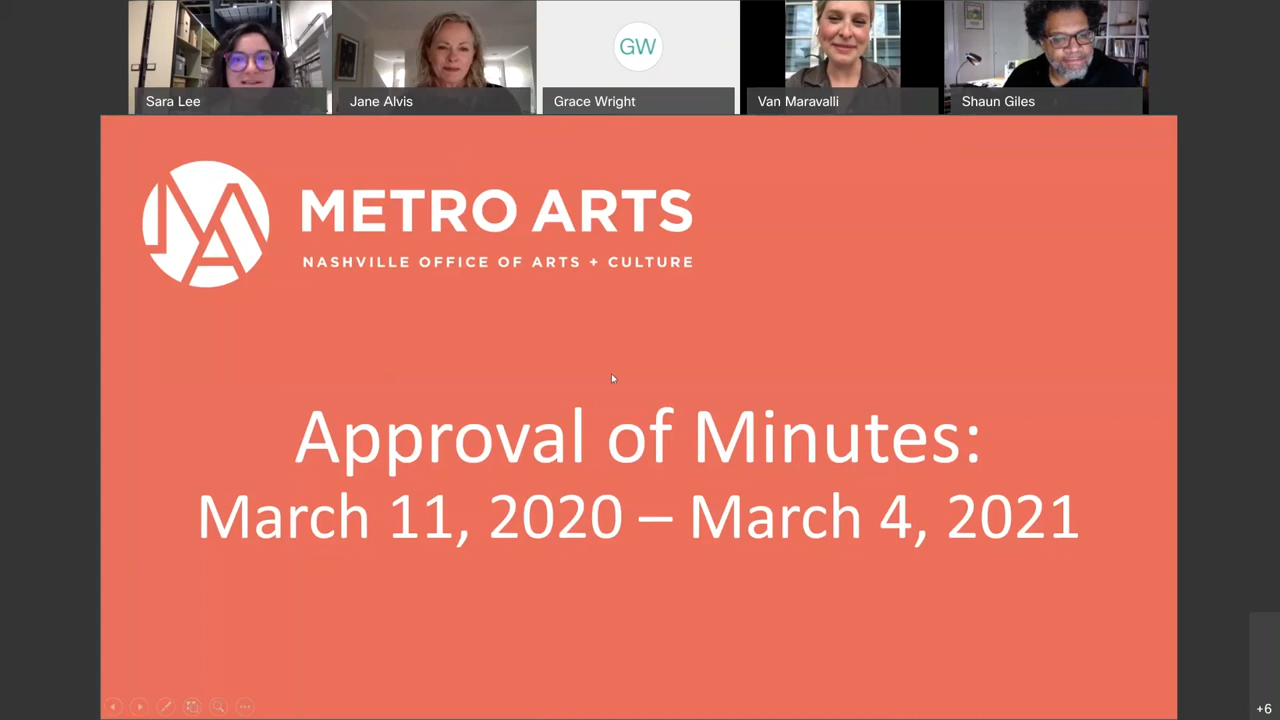 Sara Lee
Jane Alvis
GW
Grace Wright
Van Maravalli
Shaun Giles
MA
METRO ARTS
NASHVILLE OFFICE OF ARTS + CULTURE
Approval of Minutes:
March 11, 2020 – March 4, 2021
+6